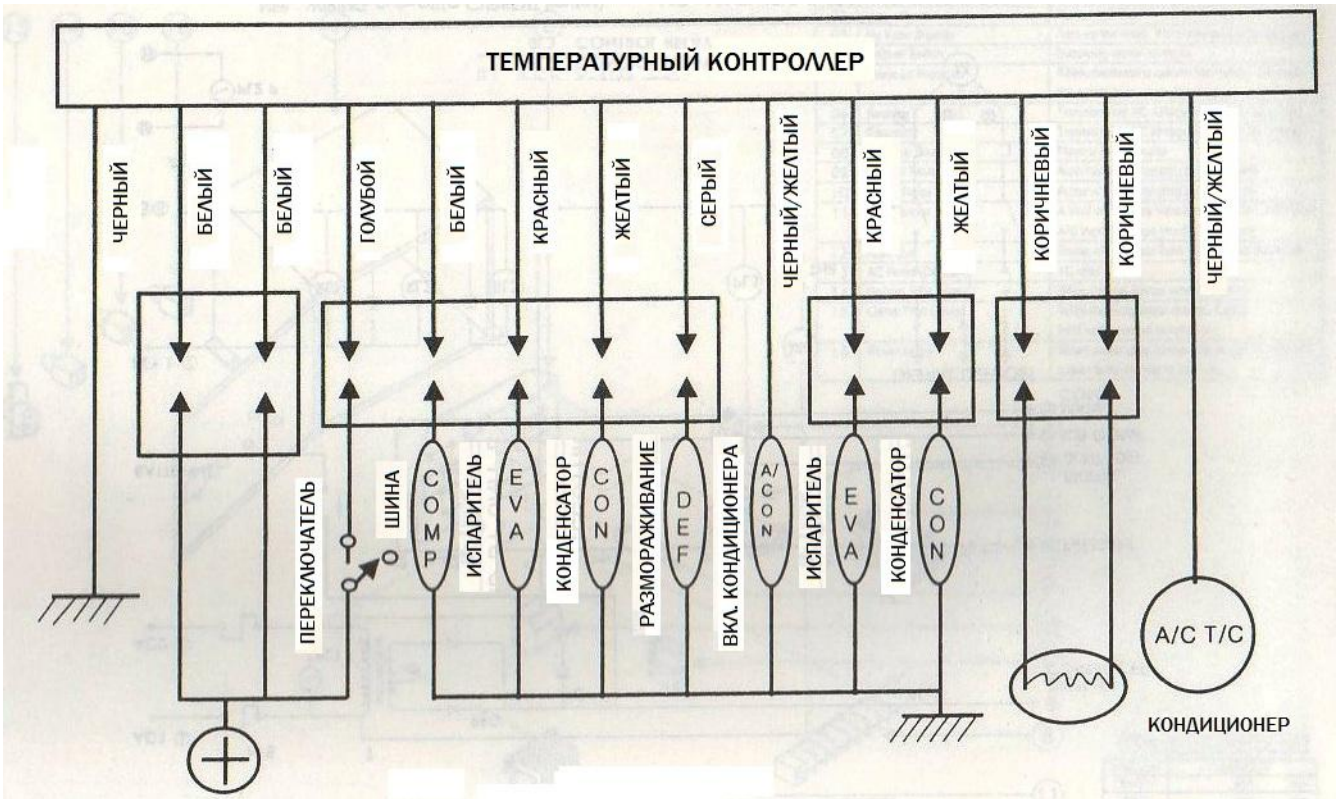 ТЕМПЕРАТУРНЫЙ КОНТРОЛЛЕР
ЧЕРНЫЙ
БЕЛЫЙ
БЕЛЫЙ
ГОЛУБОЙ
БЕЛЫЙ
КРАСНЫЙ
ЖЕЛТЫЙ
СЕРЫЙ
ЧЕРНЫЙ/ЖЕЛТЫЙ
КРАСНЫЙ
ЖЕЛТЫЙ
КОРИЧНЕВЫЙ
КОРИЧНЕВЫЙ
ЧЕРНЫЙ/ЖЕЛТЫЙ
ПЕРЕКЛЮЧАТЕЛЬ
ШИНА
COMP
ИСПАРИТЕЛЬ
EVA
КОНДЕНСАТОР
CON
РАЗМОРАЖИВАНИЕ
DEF
ВКЛ. КОНДИЦИОНЕРА
A/CON
ИСПАРИТЕЛЬ
EVA
КОНДЕНСАТОР
CON
A/C T/C
КОНДИЦИОНЕР